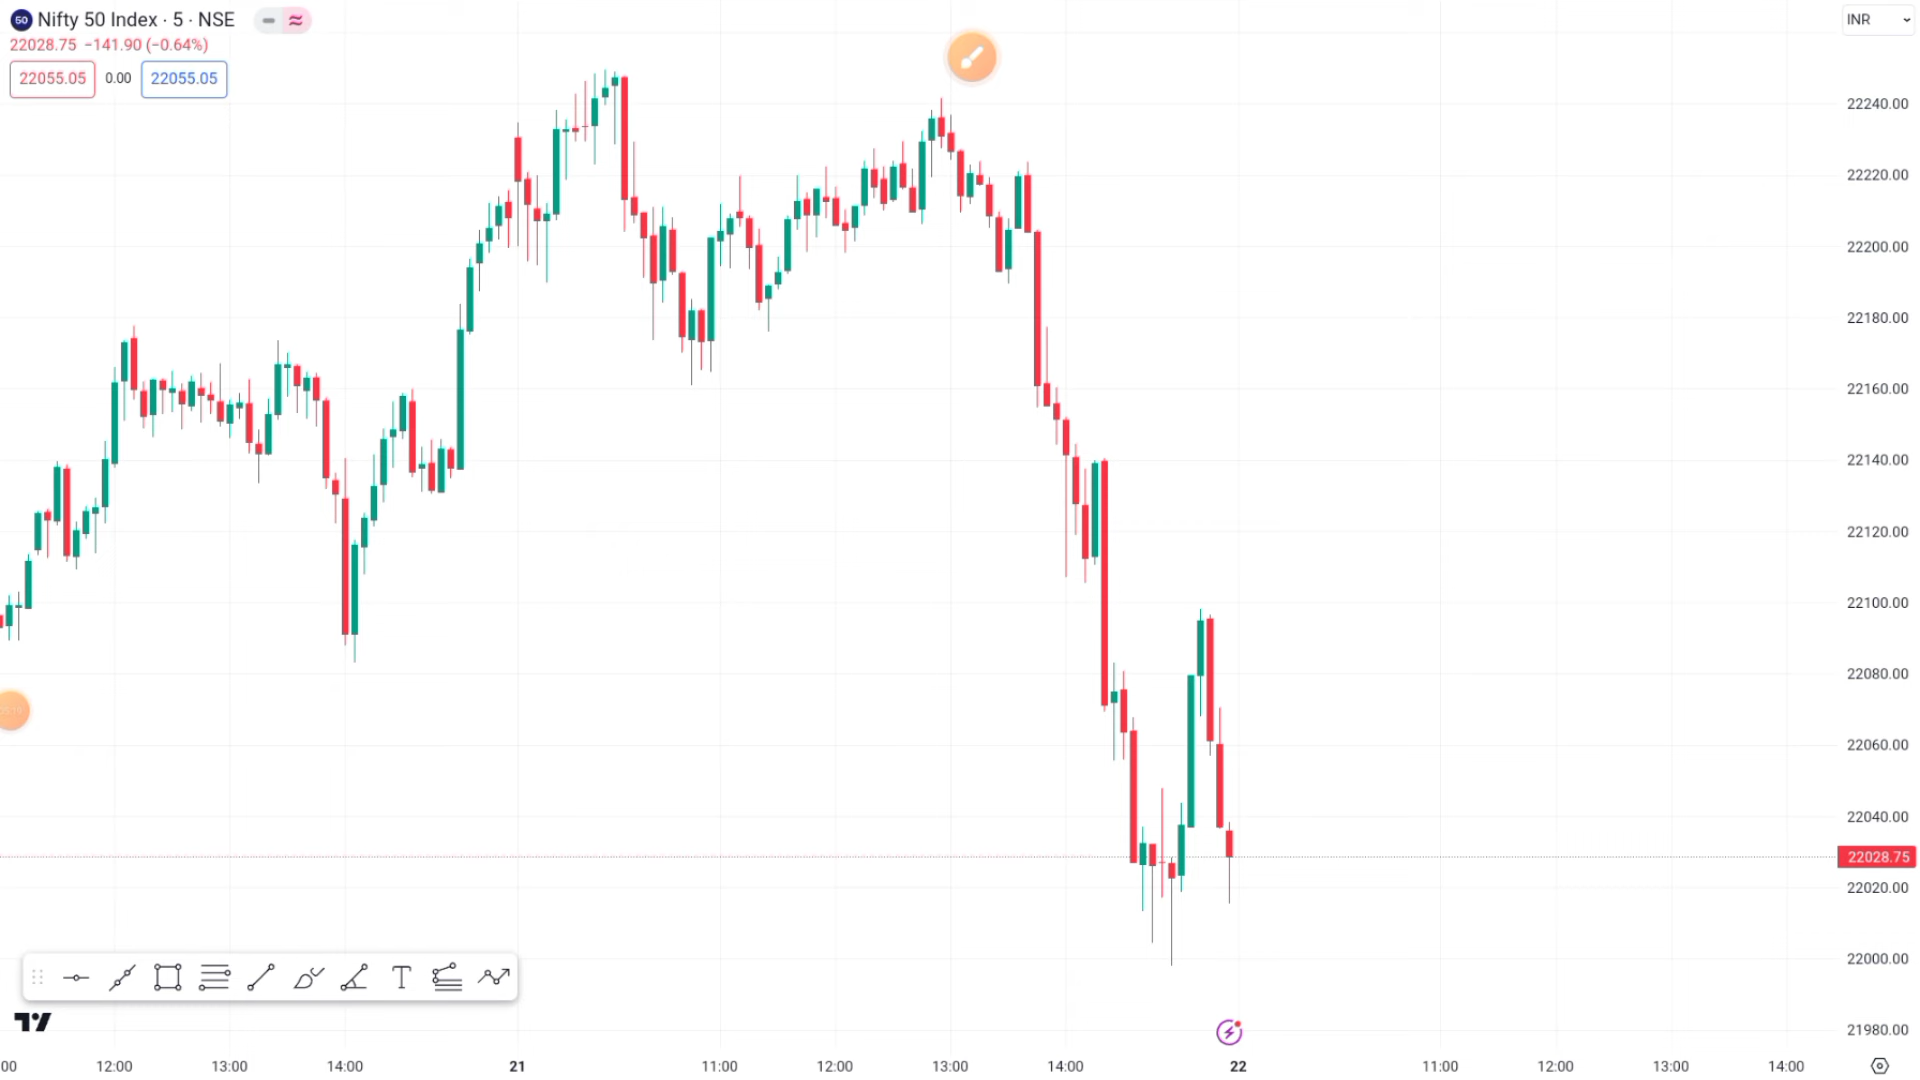 50 Nifty 50 Index · 5 · NSE
INR
22028.75 −141.90 (−0.64%)
22055.05 0.00 22055.05
22240.00
22220.00
22200.00
22180.00
22160.00
22140.00
22120.00
22100.00
22080.00
22060.00
22040.00
22028.75
22020.00
22000.00
21980.00
T
:00 12:00 13:00 14:00 21 11:00 12:00 13:00 14:00 22 11:00 12:00 13:00 14:00